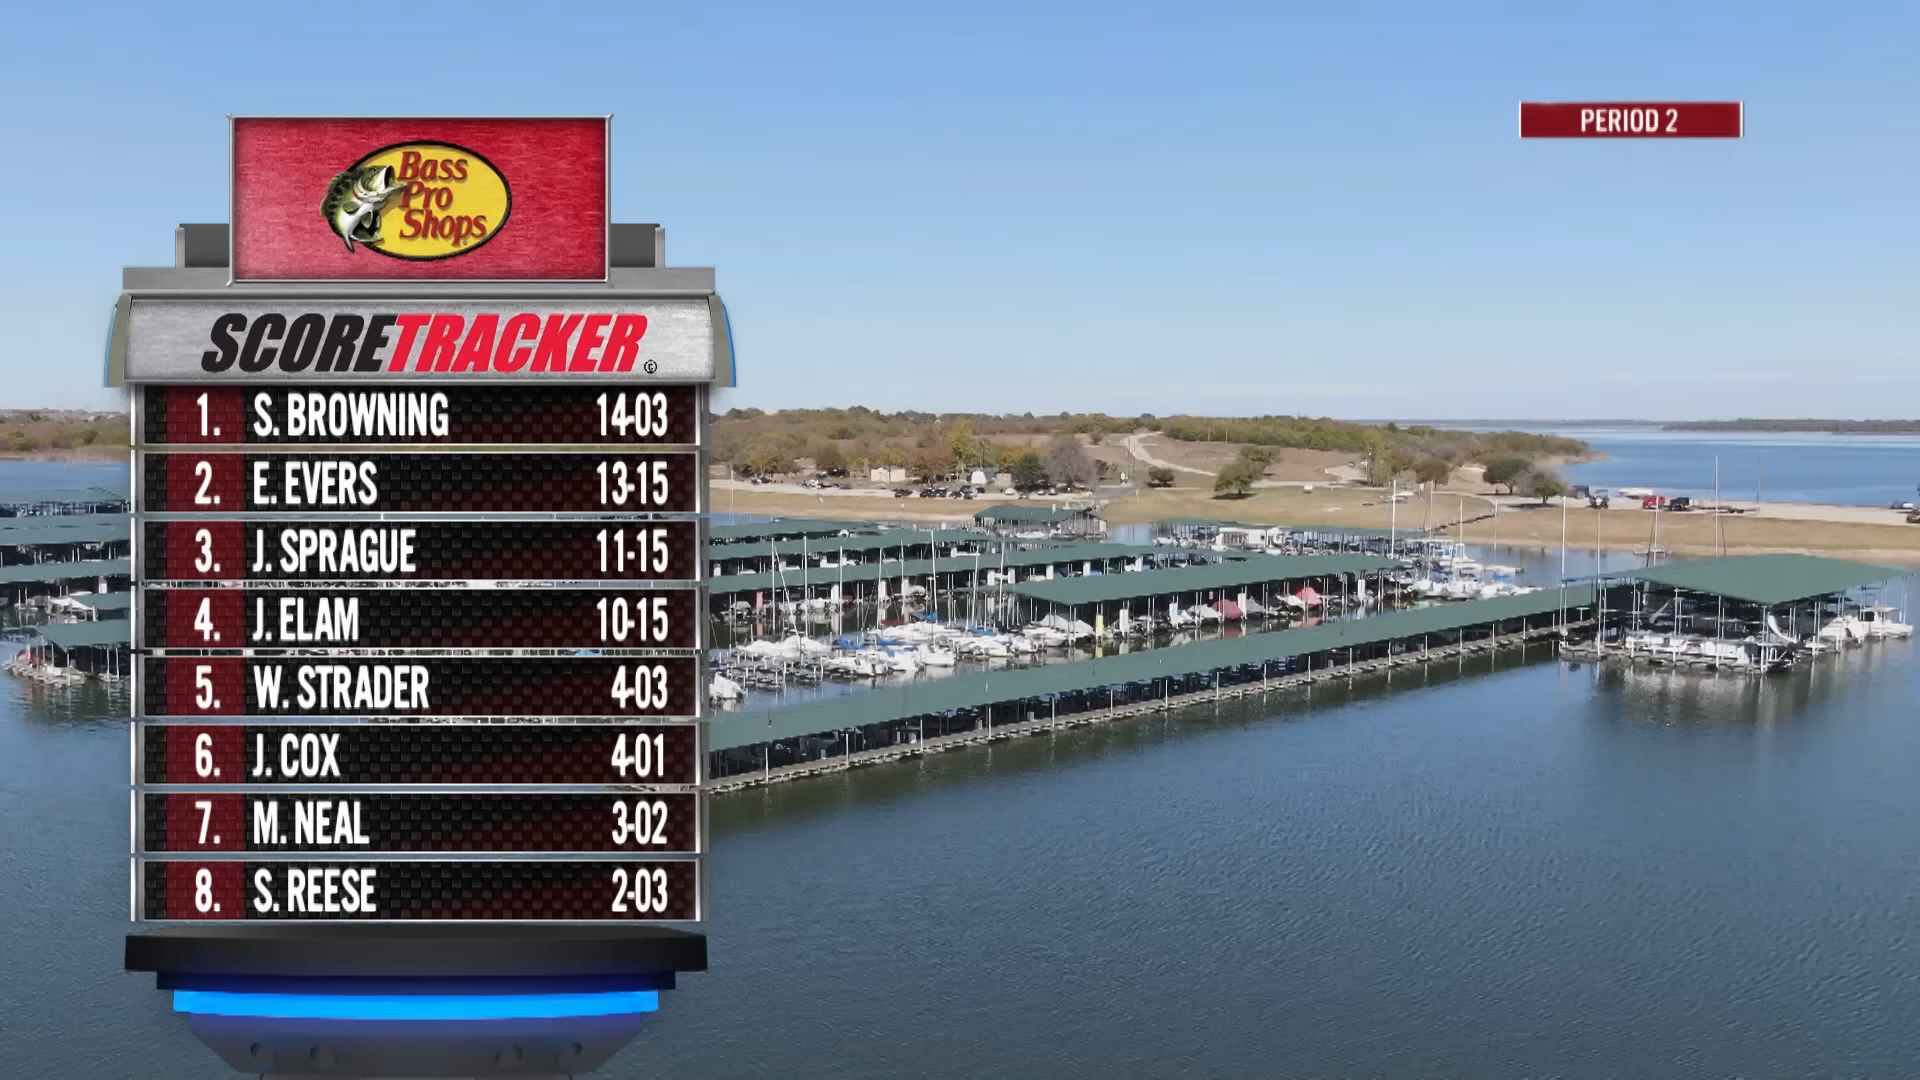 PERIOD 2
Bass
Pro
Shops
SCORETRACKER
1. S. BROWNING 14-03
2. E. EVERS 13-15
3. J. SPRAGUE 11-15
4. J. ELAM 10-15
5. W. STRADER 4-03
6. J. COX 4-01
7. M. NEAL 3-02
8. S. REESE 2-03